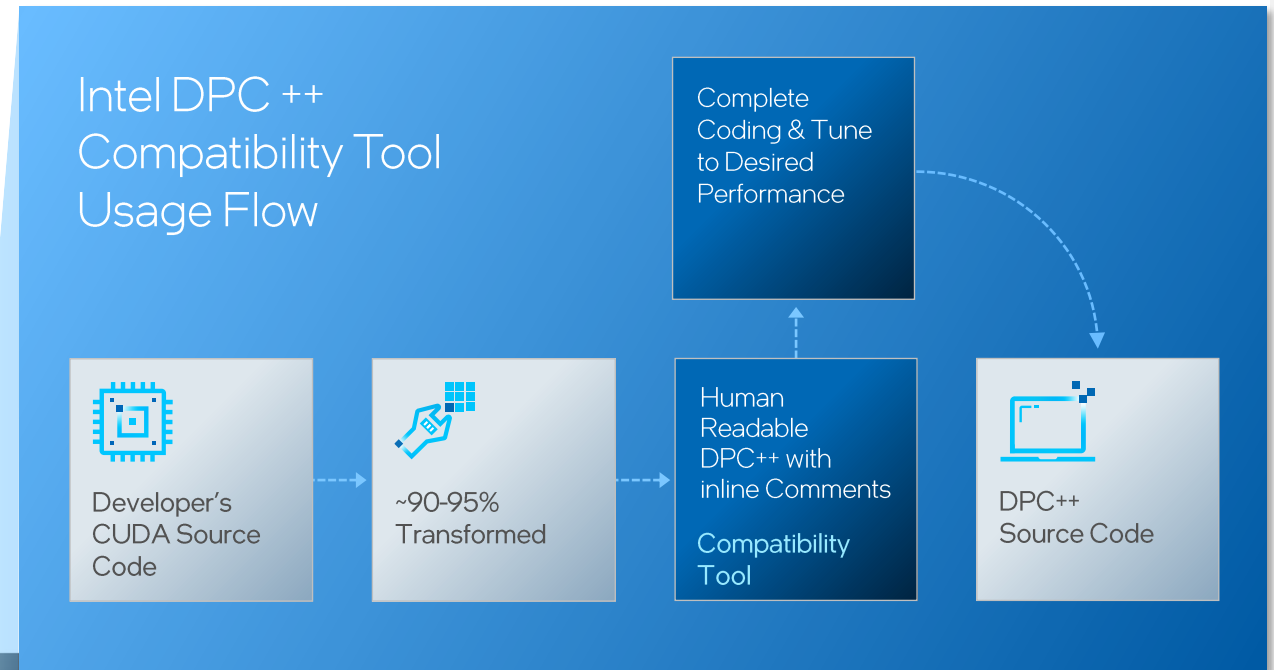 Intel DPC ++
Compatibility Tool
Usage Flow
Complete
Coding & Tune
to Desired
Performance
Developer’s
CUDA Source
Code
~90-95%
Transformed
Human
Readable
DPC++ with
inline Comments
Compatibility
Tool
DPC++
Source Code